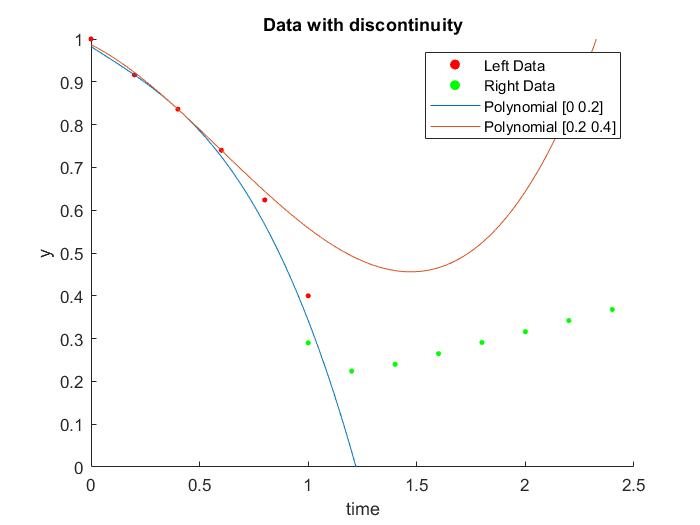 Data with discontinuity
Left Data
Right Data
Polynomial [0 0.2]
Polynomial [0.2 0.4]
1
0.9
0.8
0.7
0.6
0.5
0.4
0.3
0.2
0.1
0
y
0 0.5 1 1.5 2 2.5
time